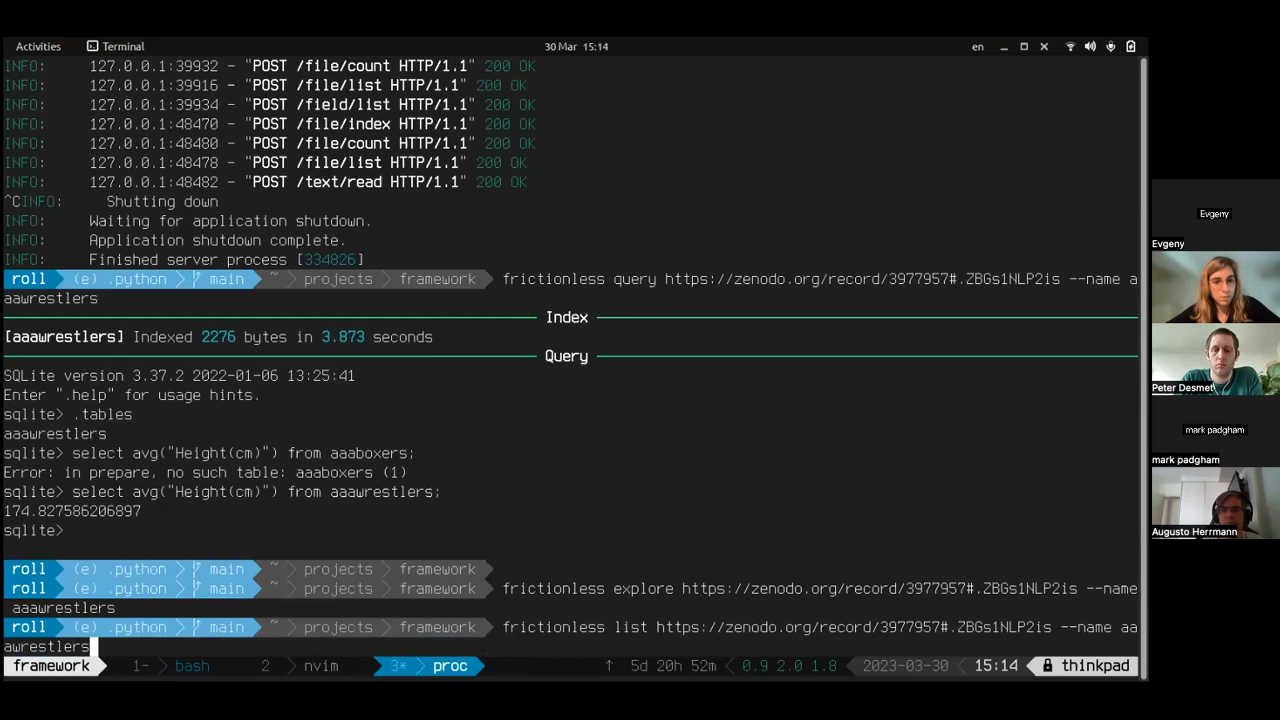 Activities Terminal 30 Mar 15:14 en
INFO: 127.0.0.1:39932 - "POST /file/count HTTP/1.1" 200 OK
INFO: 127.0.0.1:39916 - "POST /file/list HTTP/1.1" 200 OK
INFO: 127.0.0.1:39934 - "POST /field/list HTTP/1.1" 200 OK
INFO: 127.0.0.1:48470 - "POST /file/index HTTP/1.1" 200 OK
INFO: 127.0.0.1:48480 - "POST /file/count HTTP/1.1" 200 OK
INFO: 127.0.0.1:48478 - "POST /file/list HTTP/1.1" 200 OK
INFO: 127.0.0.1:48482 - "POST /text/read HTTP/1.1" 200 OK
^CINFO: Shutting down
INFO: Waiting for application shutdown.
INFO: Application shutdown complete.
INFO: Finished server process [334826]
roll (e) .python main ~ projects framework frictionless query https://zenodo.org/record/3977957#.ZBGs1NLP2is --name a
aawrestlers
Index
[aaawrestlers] Indexed 2276 bytes in 3.873 seconds
Query
SQLite version 3.37.2 2022-01-06 13:25:41
Enter ".help" for usage hints.
sqlite> .tables
aaawrestlers
sqlite> select avg("Height(cm)") from aaaboxers;
Error: in prepare, no such table: aaaboxers (1)
sqlite> select avg("Height(cm)") from aaawrestlers;
174.827586206897
sqlite>
roll (e) .python main ~ projects framework
roll (e) .python main ~ projects framework frictionless explore https://zenodo.org/record/3977957#.ZBGs1NLP2is --name
aaawrestlers
roll (e) .python main ~ projects framework frictionless list https://zenodo.org/record/3977957#.ZBGs1NLP2is --name aa
awrestlers
framework 1- bash 2 nvim 3* proc ↑ 5d 20h 52m 0.9 2.0 1.8 2023-03-30 15:14 thinkpad
Evgeny
Evgeny
Peter Desmet
mark padgham
mark padgham
Augusto Herrmann